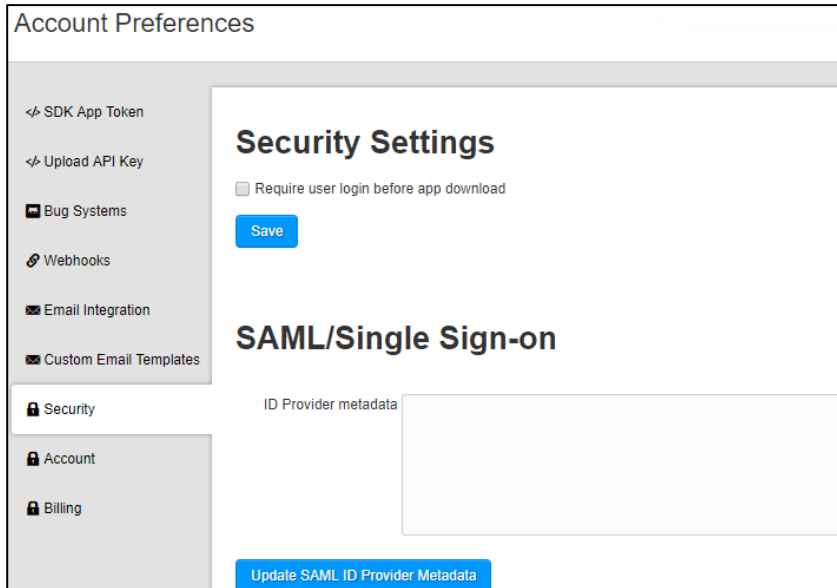 Account Preferences
SDK App Token
Upload API Key
Bug Systems
Webhooks
Email Integration
Custom Email Templates
Security
Account
Billing
Security Settings
Require user login before app download
Save
SAML/Single Sign-on
ID Provider metadata
Update SAML ID Provider Metadata